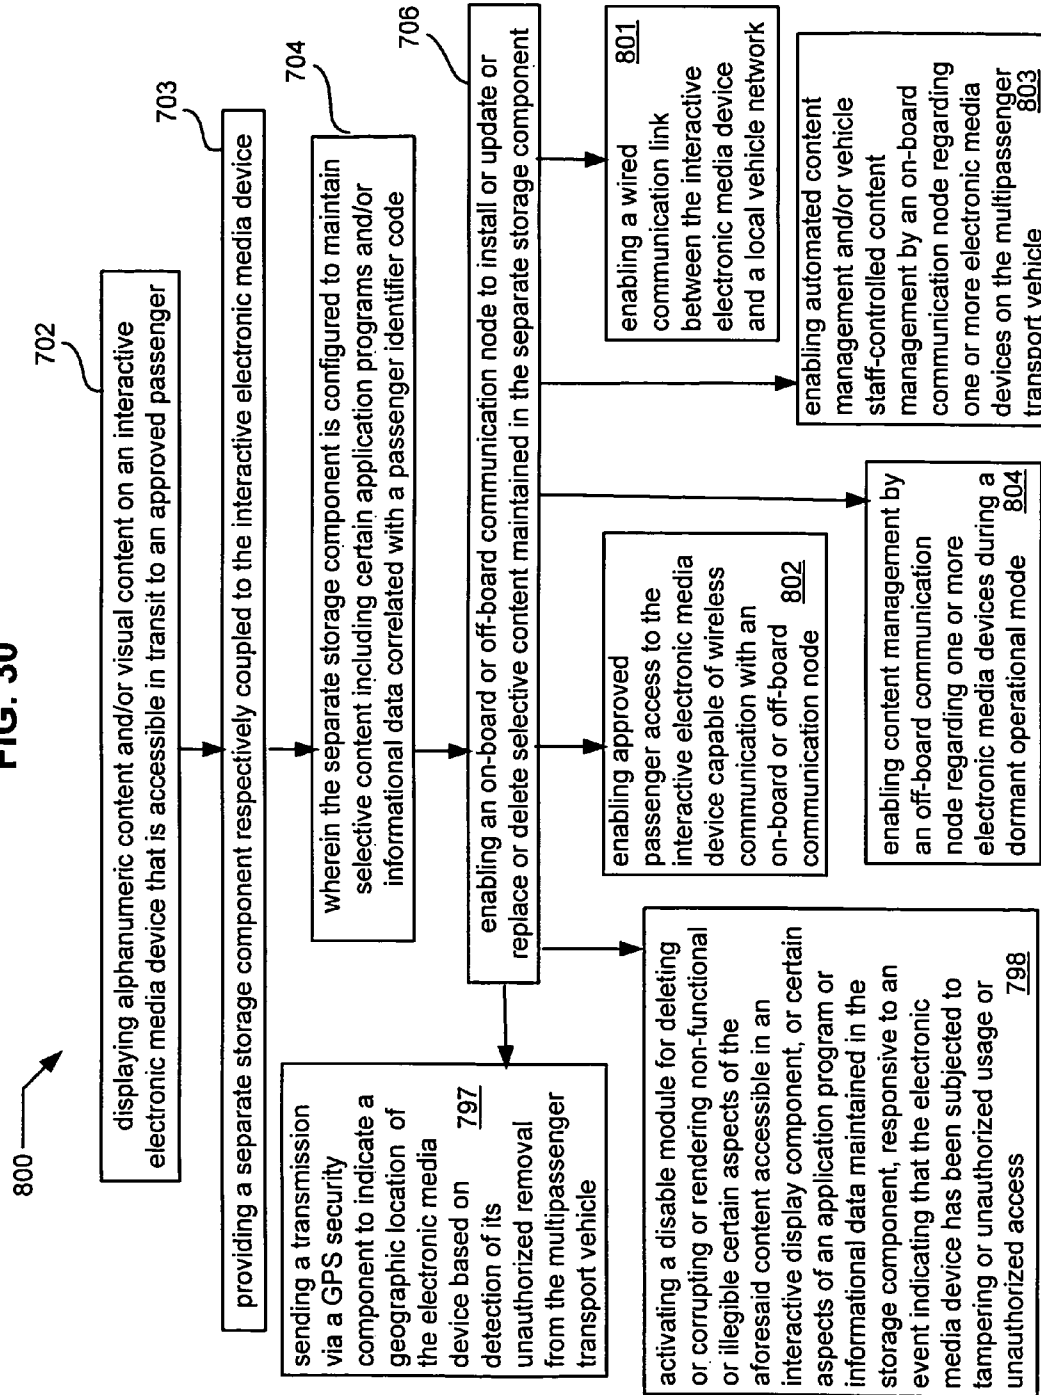 FIG. 30
800
702
displaying alphanumeric content and/or visual content on an interactive
electronic media device that is accessible in transit to an approved passenger
703
providing a separate storage component respectively coupled to the interactive electronic media device
704
wherein the separate storage component is configured to maintain
selective content including certain application programs and/or
informational data correlated with a passenger identifier code
706
enabling an on-board or off-board communication node to install or update or
replace or delete selective content maintained in the separate storage component
sending a transmission
via a GPS security
component to indicate a
geographic location of
the electronic media
device based on 797
detection of its
unauthorized removal
from the multipassenger
transport vehicle
activating a disable module for deleting
or corrupting or rendering non-functional
or illegible certain aspects of the
aforesaid content accessible in an
interactive display component, or certain
aspects of an application program or
informational data maintained in the
storage component, responsive to an
event indicating that the electronic
media device has been subjected to
tampering or unauthorized usage or
unauthorized access 798
enabling approved
passenger access to the
interactive electronic media
device capable of wireless
communication with an
on-board or off-board 802
communication node
enabling content management by
an off-board communication
node regarding one or more
electronic media devices during a
dormant operational mode 804
enabling a wired 801
communication link
between the interactive
electronic media device
and a local vehicle network
enabling automated content
management and/or vehicle
staff-controlled content
management by an on-board
communication node regarding
one or more electronic media
devices on the multipassenger
transport vehicle 803